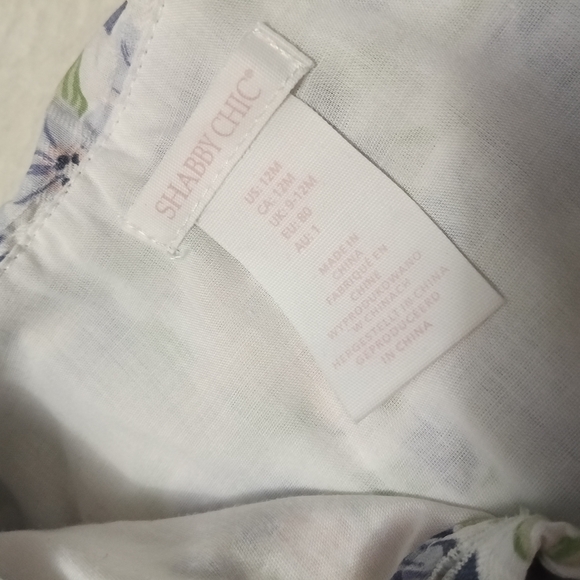 SHABBY CHIC®
US: 12M
CA: 12M
UK: 9-12M
EU: 80
AU: 1
MADE IN
CHINA
FABRIQUÉ EN
CHINE
WYPRODUKOWANO
W CHINACH
HERGESTELLT IN CHINA
GEPRODUCEERD
IN CHINA